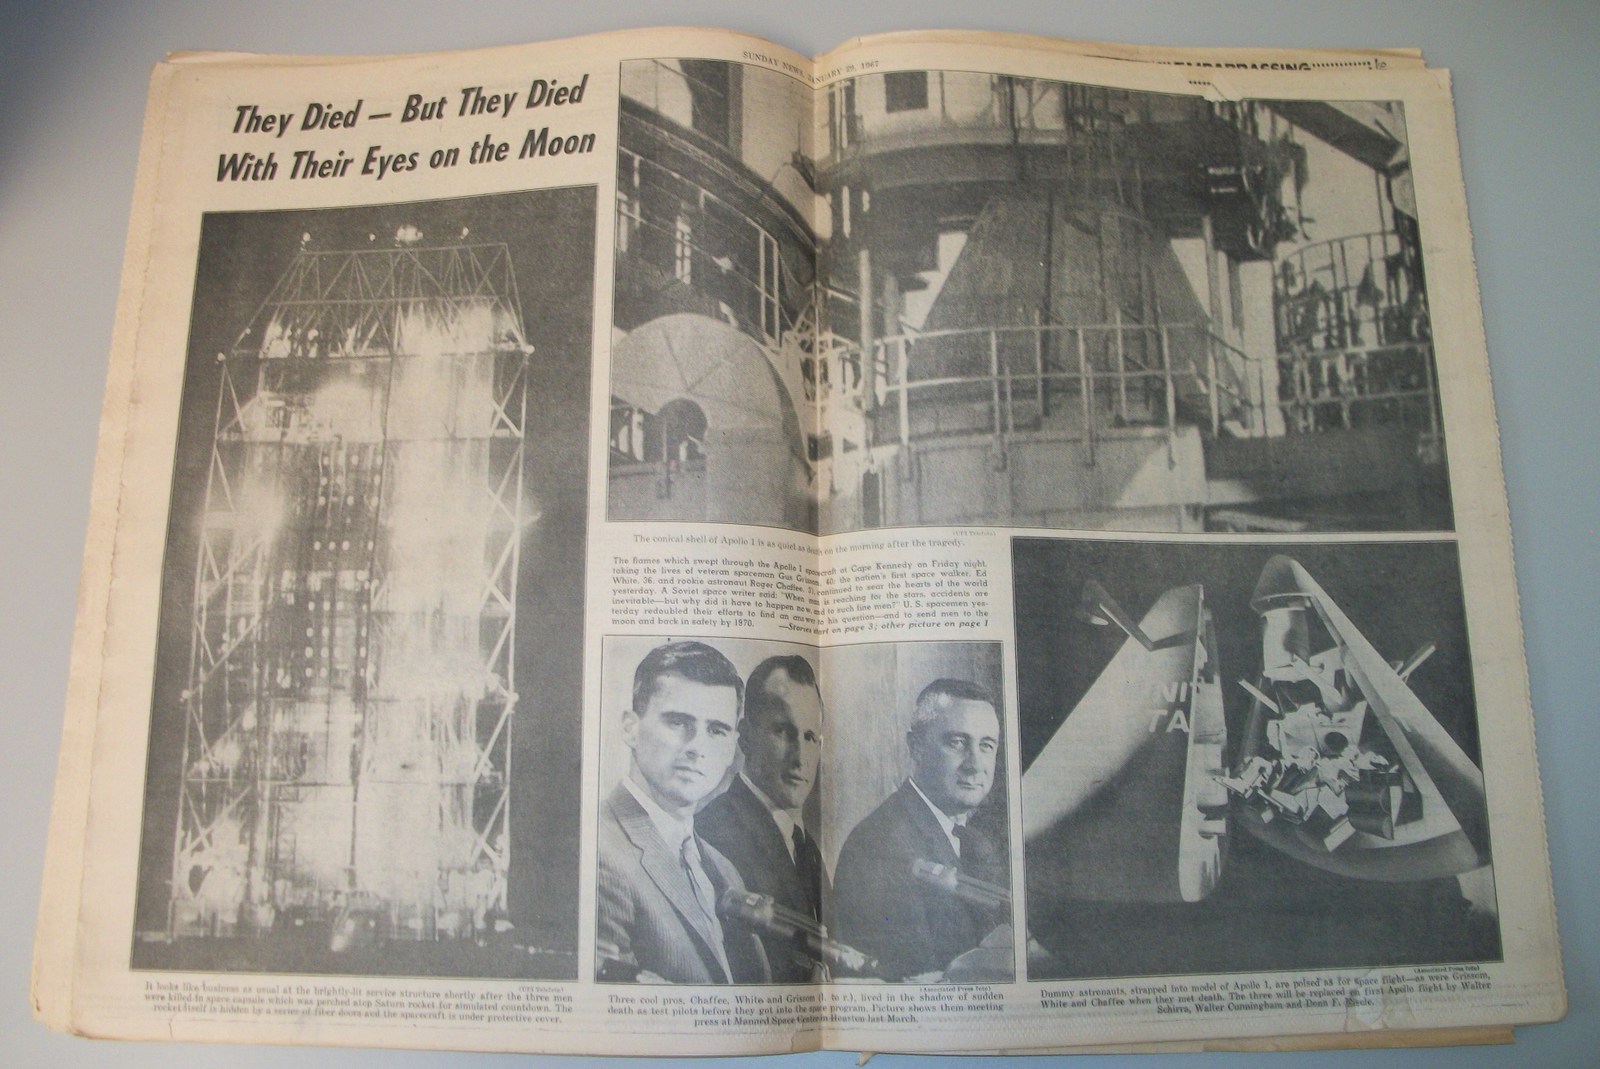 SUNDAY NEWS, JANUARY 29, 1967
EMBARRASSING
They Died — But They Died
With Their Eyes on the Moon
(UPI Telefoto)
The conical shell of Apollo 1 is as quiet as death on the morning after the tragedy.
The flames which swept through the Apollo 1 spacecraft at Cape Kennedy on Friday night,
taking the lives of veteran spaceman Gus Grissom, 40; the nation's first space walker, Ed
White, 36, and rookie astronaut Roger Chaffee, 31, continued to sear the hearts of the world
yesterday. A Soviet space writer said: "When man is reaching for the stars, accidents are
inevitable—but why did it have to happen now, and to such fine men?" U. S. spacemen yes-
terday redoubled their efforts to find an answer to his question—and to send men to the
moon and back in safety by 1970.
—Stories start on page 3; other picture on page 1
NIT
TA
(UPI Telefoto)
It looks like business as usual at the brightly-lit service structure shortly after the three men
were killed in space capsule which was perched atop Saturn rocket for simulated countdown. The
rocket itself is hidden by a series of fiber doors and the spacecraft is under protective cover.
(Associated Press foto)
Three cool pros, Chaffee, White and Grissom (l. to r.), lived in the shadow of sudden
death as test pilots before they got into the space program. Picture shows them meeting
press at Manned Space Center in Houston last March.
(Associated Press foto)
Dummy astronauts, strapped into model of Apollo 1, are poised as for space flight—as were Grissom,
White and Chaffee when they met death. The three will be replaced on first Apollo flight by Walter
Schirra, Walter Cunningham and Donn F. Eisele.